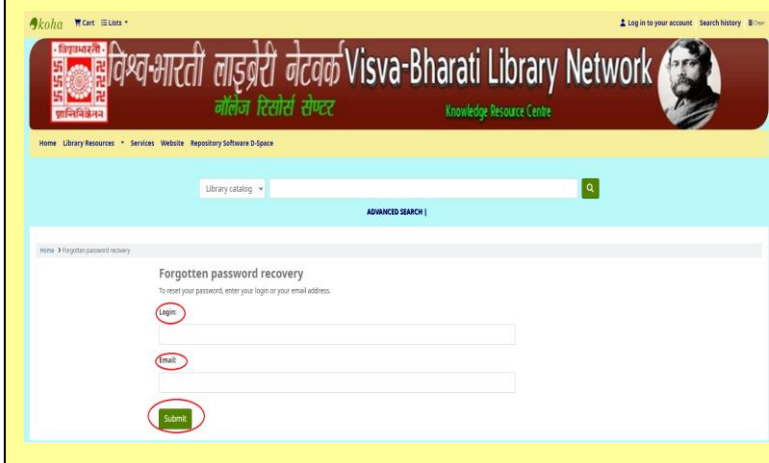 koha Cart Lists Log in to your account Search history Clear
विश्व-भारती लाइब्रेरी नेटवर्क Visva-Bharati Library Network
नॉलेज रिसोर्स सेण्टर Knowledge Resource Centre
Home Library Resources Services Website Repository Software D-Space
Library catalog
ADVANCED SEARCH |
Home Forgotten password recovery
Forgotten password recovery
To reset your password, enter your login or your email address.
Login:
Email:
Submit